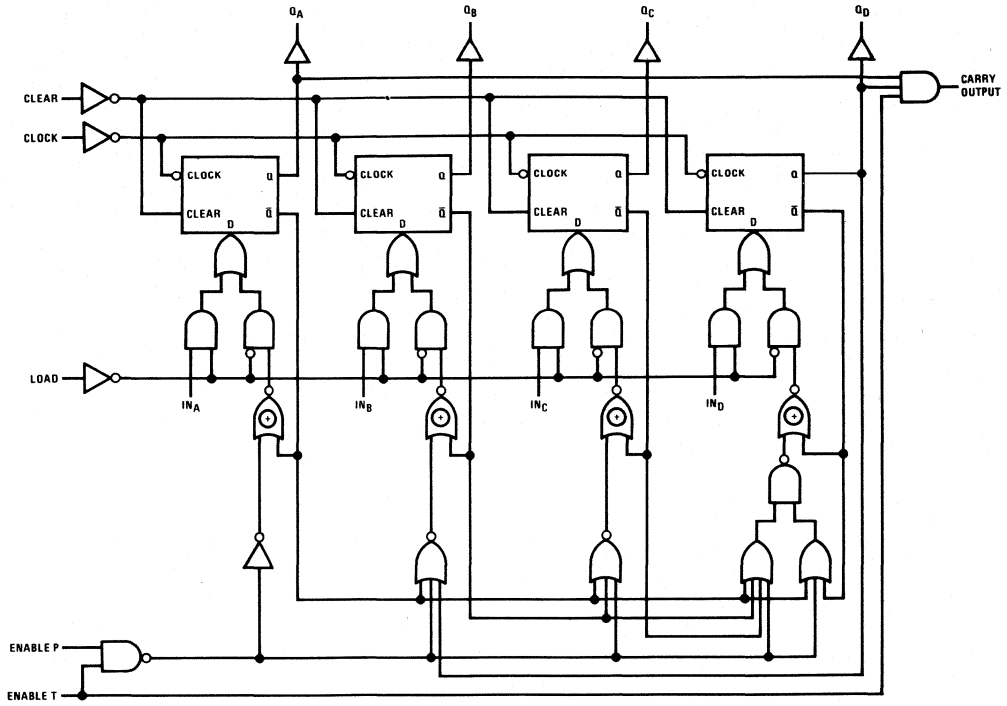 QA QB QC QD
CARRY
OUTPUT
CLEAR
CLOCK
CLOCK Q CLOCK Q CLOCK Q CLOCK Q
CLEAR Q̅ CLEAR Q̅ CLEAR Q̅ CLEAR Q̅
D D D D
LOAD
INA INB INC IND
+ + + +
ENABLE P
ENABLE T